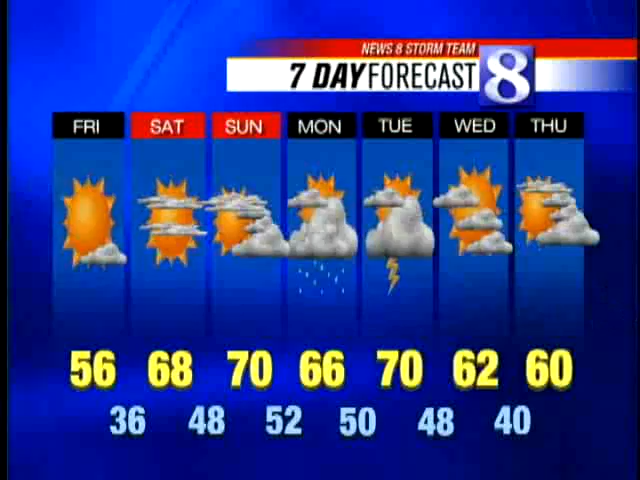 NEWS 8 STORM TEAM
7 DAY FORECAST 8
FRI SAT SUN MON TUE WED THU
56 68 70 66 70 62 60
36 48 52 50 48 40